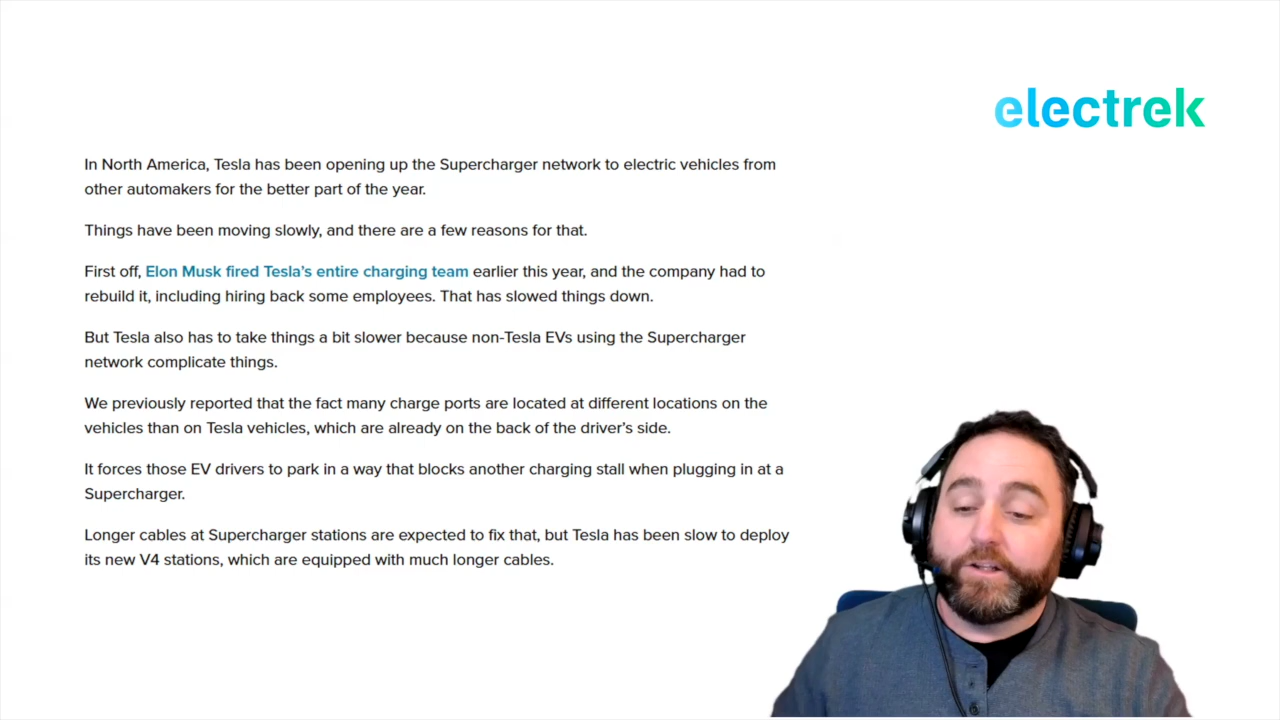 electrek
In North America, Tesla has been opening up the Supercharger network to electric vehicles from
other automakers for the better part of the year.
Things have been moving slowly, and there are a few reasons for that.
First off, Elon Musk fired Tesla’s entire charging team earlier this year, and the company had to
rebuild it, including hiring back some employees. That has slowed things down.
But Tesla also has to take things a bit slower because non-Tesla EVs using the Supercharger
network complicate things.
We previously reported that the fact many charge ports are located at different locations on the
vehicles than on Tesla vehicles, which are already on the back of the driver’s side.
It forces those EV drivers to park in a way that blocks another charging stall when plugging in at a
Supercharger.
Longer cables at Supercharger stations are expected to fix that, but Tesla has been slow to deploy
its new V4 stations, which are equipped with much longer cables.